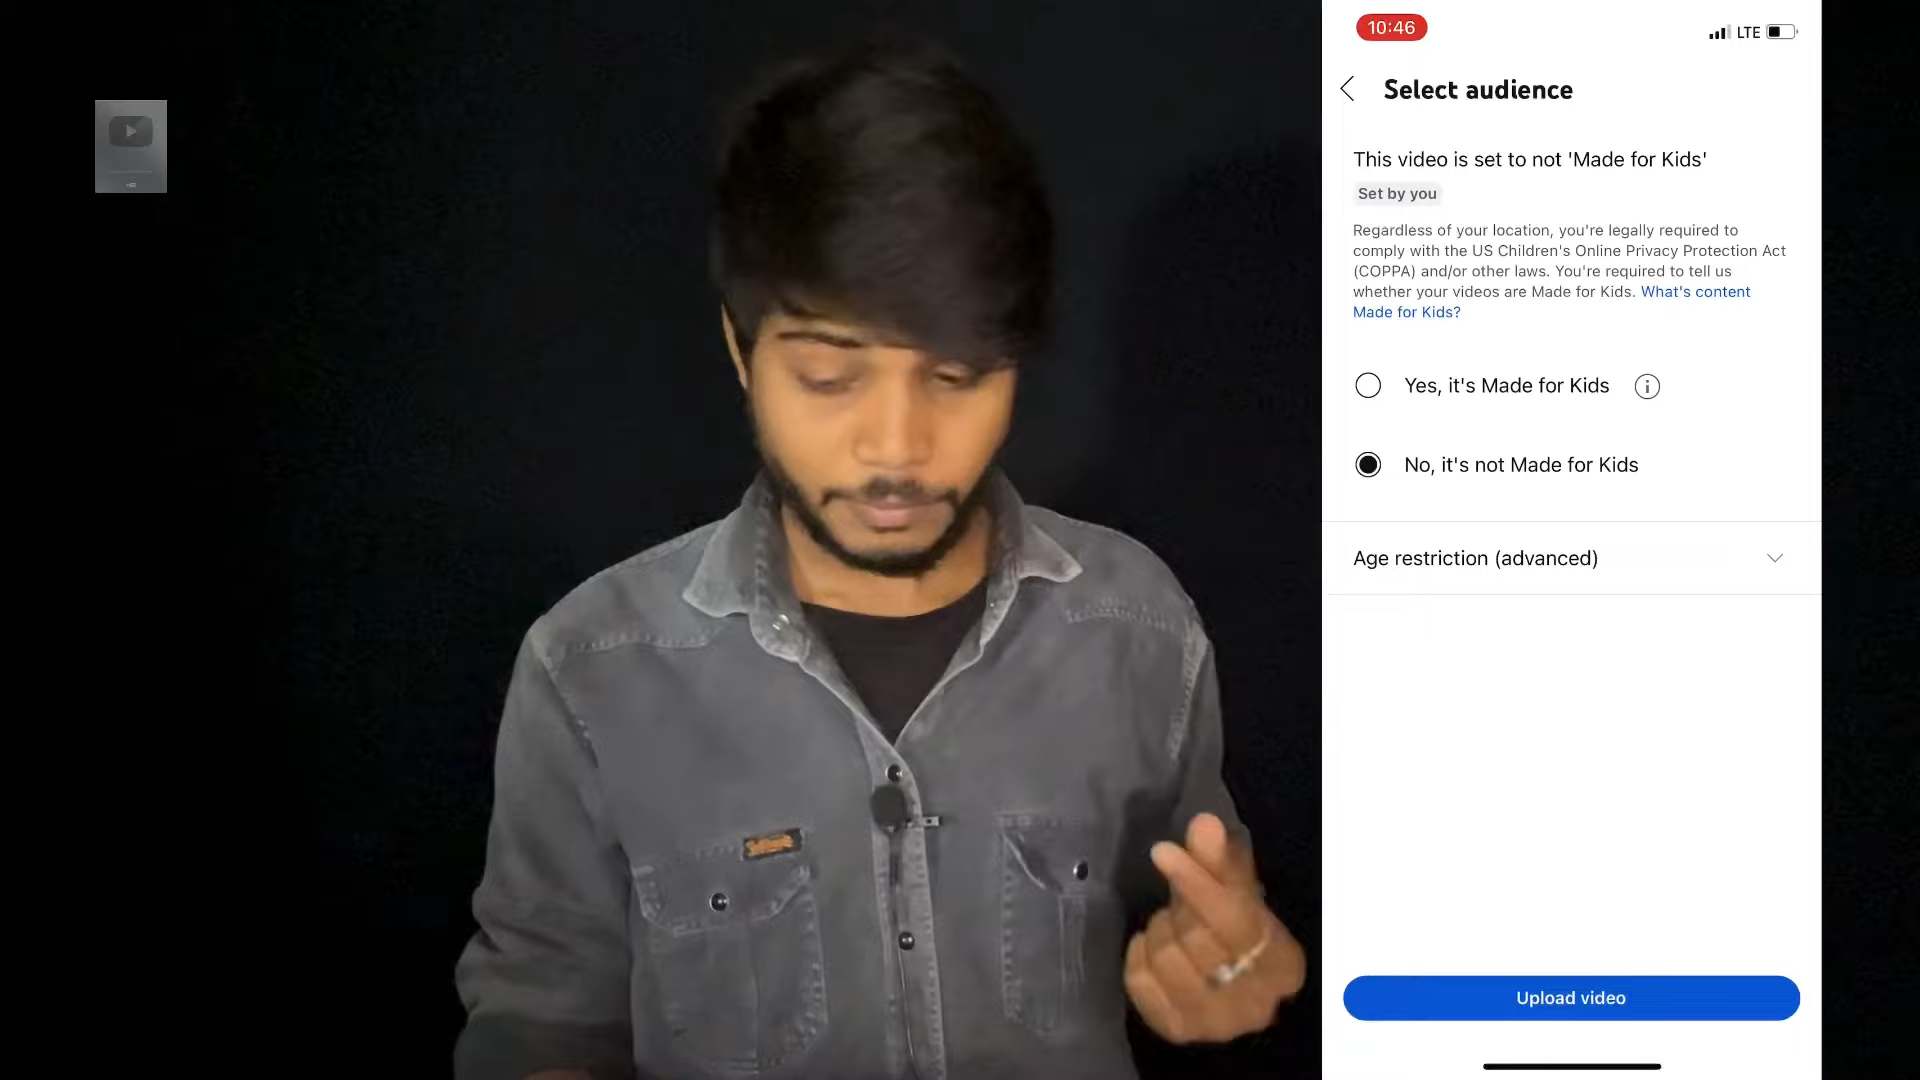 10:46
LTE
Select audience
This video is set to not 'Made for Kids'
Set by you
Regardless of your location, you're legally required to
comply with the US Children's Online Privacy Protection Act
(COPPA) and/or other laws. You're required to tell us
whether your videos are Made for Kids. What's content
Made for Kids?
Yes, it's Made for Kids
No, it's not Made for Kids
Age restriction (advanced)
Upload video